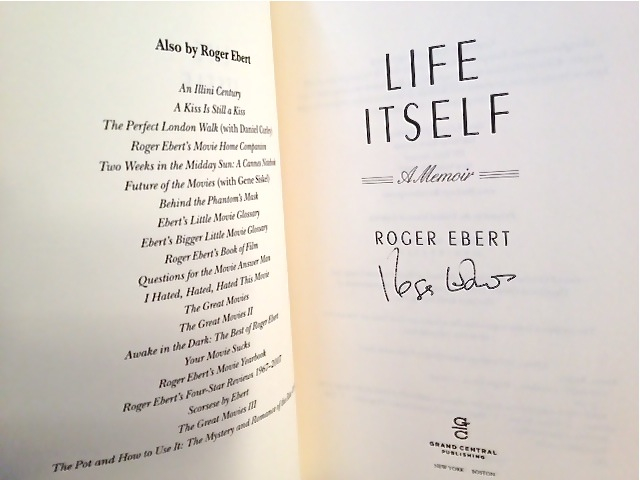 Also by Roger Ebert
An Illini Century
A Kiss Is Still a Kiss
The Perfect London Walk (with Daniel Curley)
Roger Ebert's Movie Home Companion
Two Weeks in the Midday Sun: A Cannes Notebook
Future of the Movies (with Gene Siskel)
Behind the Phantom's Mask
Ebert's Little Movie Glossary
Ebert's Bigger Little Movie Glossary
Roger Ebert's Book of Film
Questions for the Movie Answer Man
I Hated, Hated, Hated This Movie
The Great Movies
The Great Movies II
Awake in the Dark: The Best of Roger Ebert
Your Movie Sucks
Roger Ebert's Movie Yearbook
Roger Ebert's Four-Star Reviews 1967–2007
Scorsese by Ebert
The Great Movies III
The Pot and How to Use It: The Mystery and Romance of the
LIFE
ITSELF
A Memoir
ROGER EBERT
GRAND CENTRAL
PUBLISHING
NEW YORK BOSTON